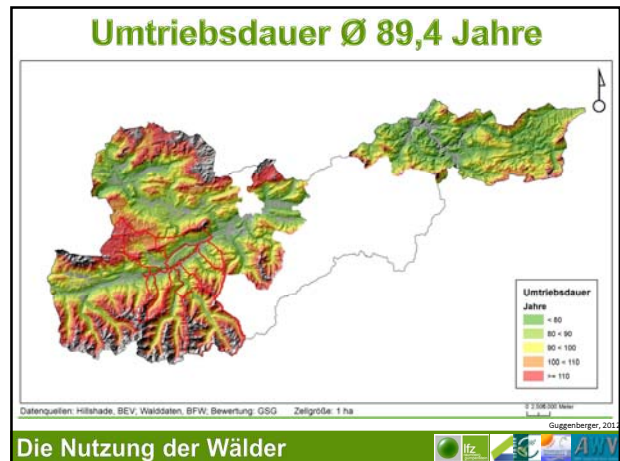 Umtriebsdauer Ø 89,4 Jahre
Umtriebsdauer
Jahre
< 80
80 < 90
90 < 100
100 < 110
>= 110
Datenquellen: Hillshade, BEV; Walddaten, BFW; Bewertung: GSG Zellgröße: 1 ha
Meter
Guggenberger, 2012
Die Nutzung der Wälder
lfz
AWV